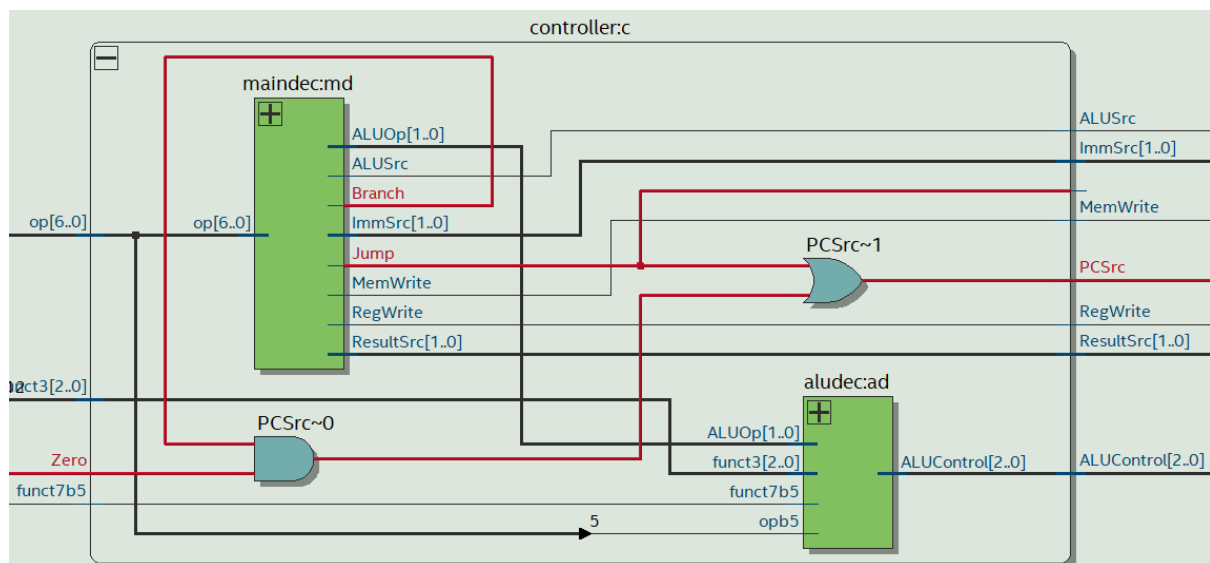 controller:c
maindec:md
ALUOp[1..0]
ALUSrc
Branch
ImmSrc[1..0]
Jump
MemWrite
RegWrite
ResultSrc[1..0]
op[6..0]
op[6..0]
PCSrc~1
ALUSrc
ImmSrc[1..0]
MemWrite
PCSrc
RegWrite
ResultSrc[1..0]
PCSrc~0
Zero
funct7b5
aludec:ad
ALUOp[1..0]
funct3[2..0]
funct7b5
5
opb5
ALUControl[2..0]
ALUControl[2..0]